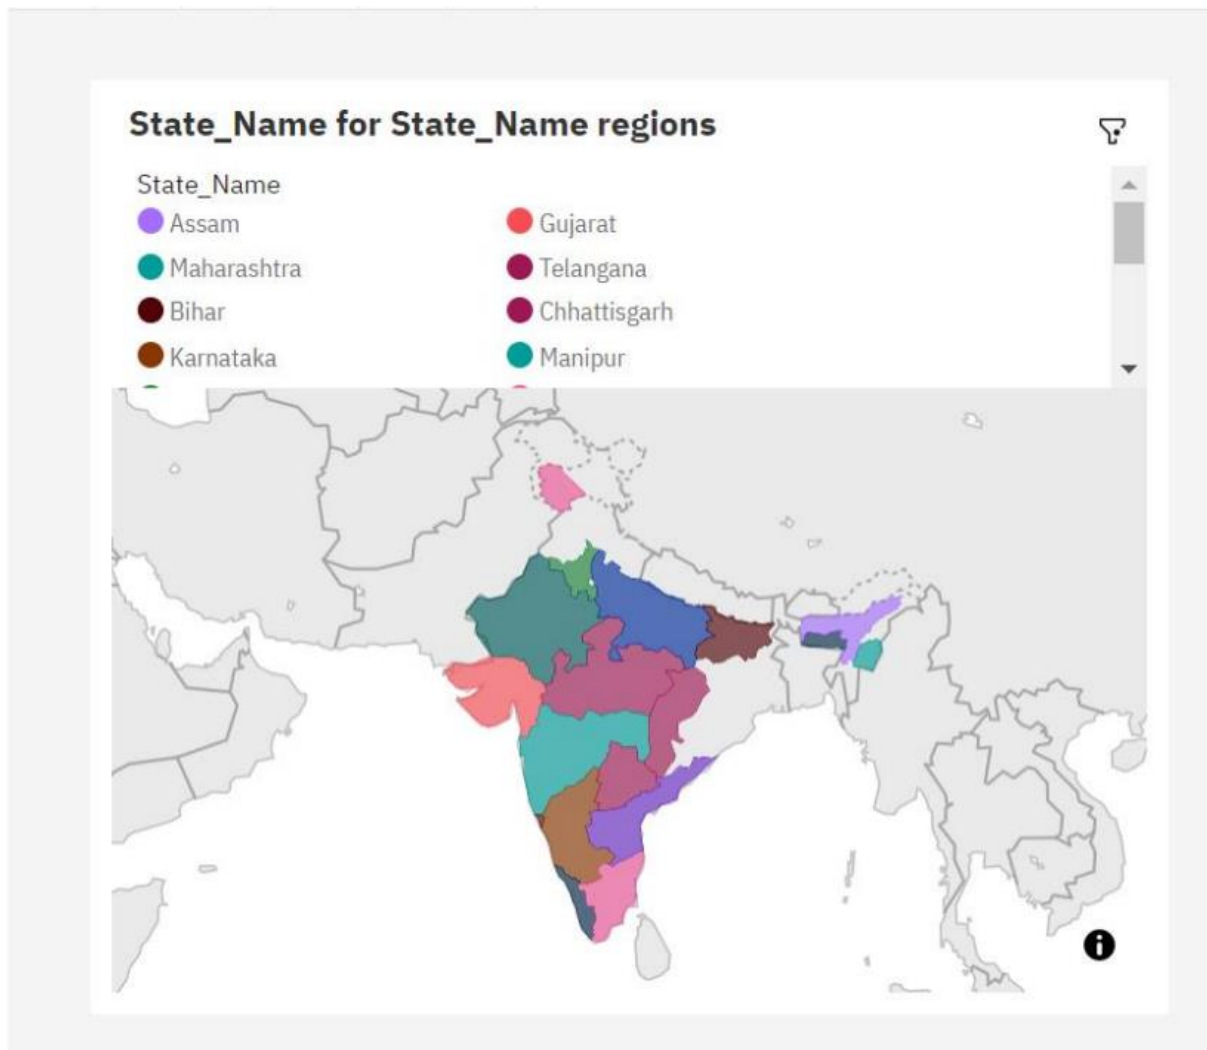 State_Name for State_Name regions
State_Name
Assam Gujarat
Maharashtra Telangana
Bihar Chhattisgarh
Karnataka Manipur